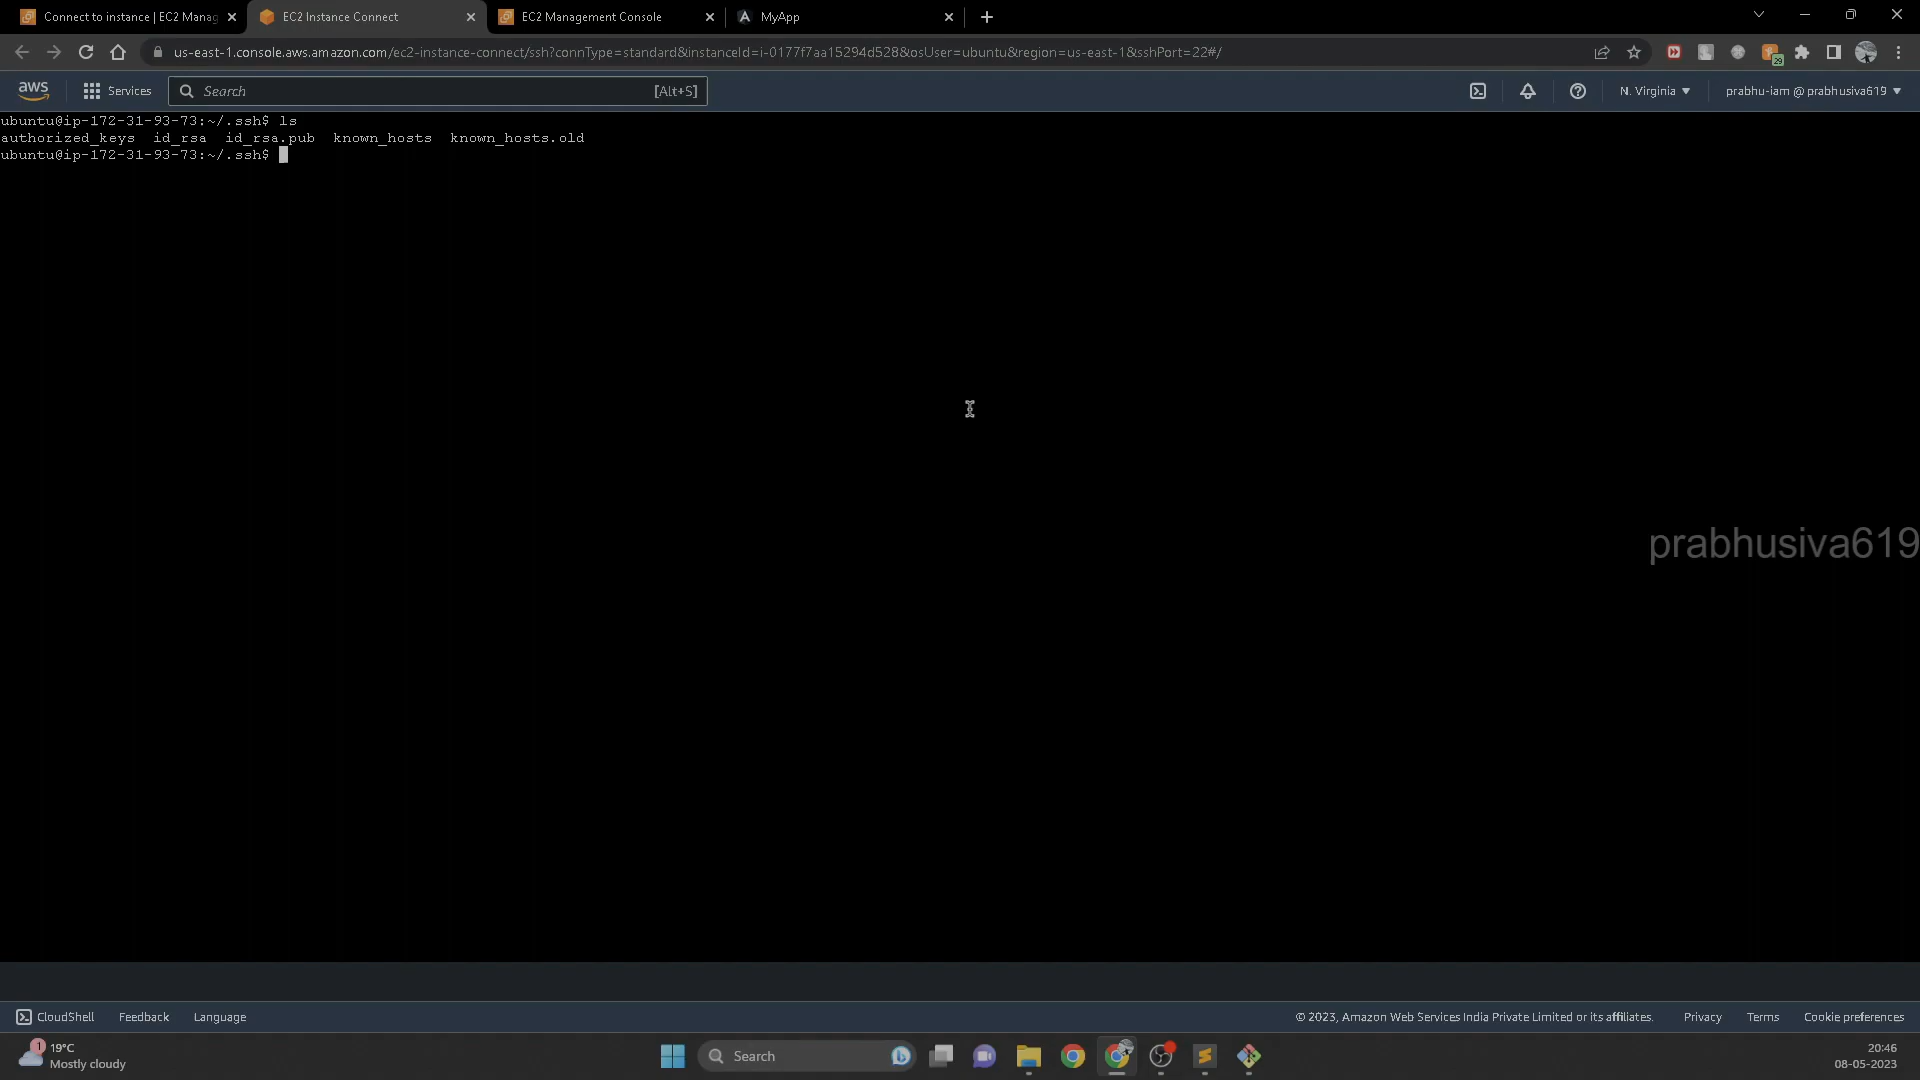 Connect to instance | EC2 Manag
EC2 Instance Connect
EC2 Management Console
MyApp
us-east-1.console.aws.amazon.com/ec2-instance-connect/ssh?connType=standard&instanceId=i-0177f7aa15294d528&osUser=ubuntu&region=us-east-1&sshPort=22#/
29
aws
Services
Search
[Alt+S]
N. Virginia
prabhu-iam @ prabhusiva619
ubuntu@ip-172-31-93-73:~/.ssh$ ls
authorized_keys id_rsa id_rsa.pub known_hosts known_hosts.old
ubuntu@ip-172-31-93-73:~/.ssh$
prabhusiva619
CloudShell
Feedback
Language
© 2023, Amazon Web Services India Private Limited or its affiliates.
Privacy
Terms
Cookie preferences
1
19°C
Mostly cloudy
Search
20:46
08-05-2023